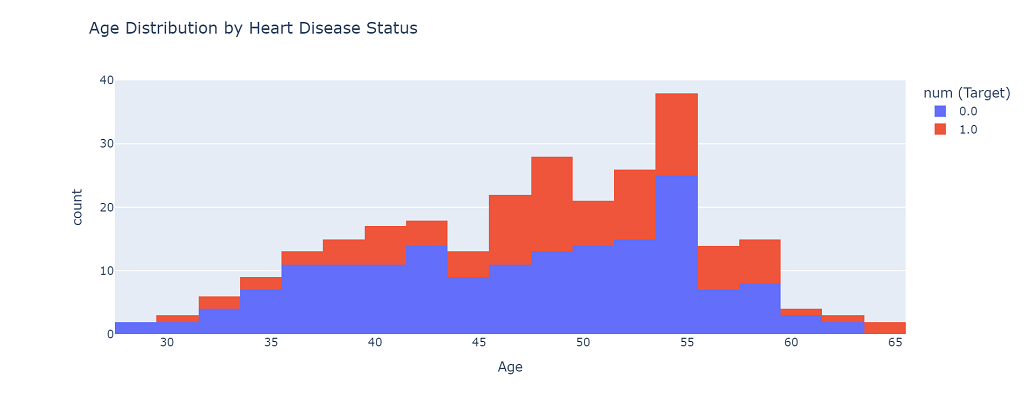 Age Distribution by Heart Disease Status
num (Target)
0.0
1.0
count
40
30
20
10
0
30 35 40 45 50 55 60 65
Age